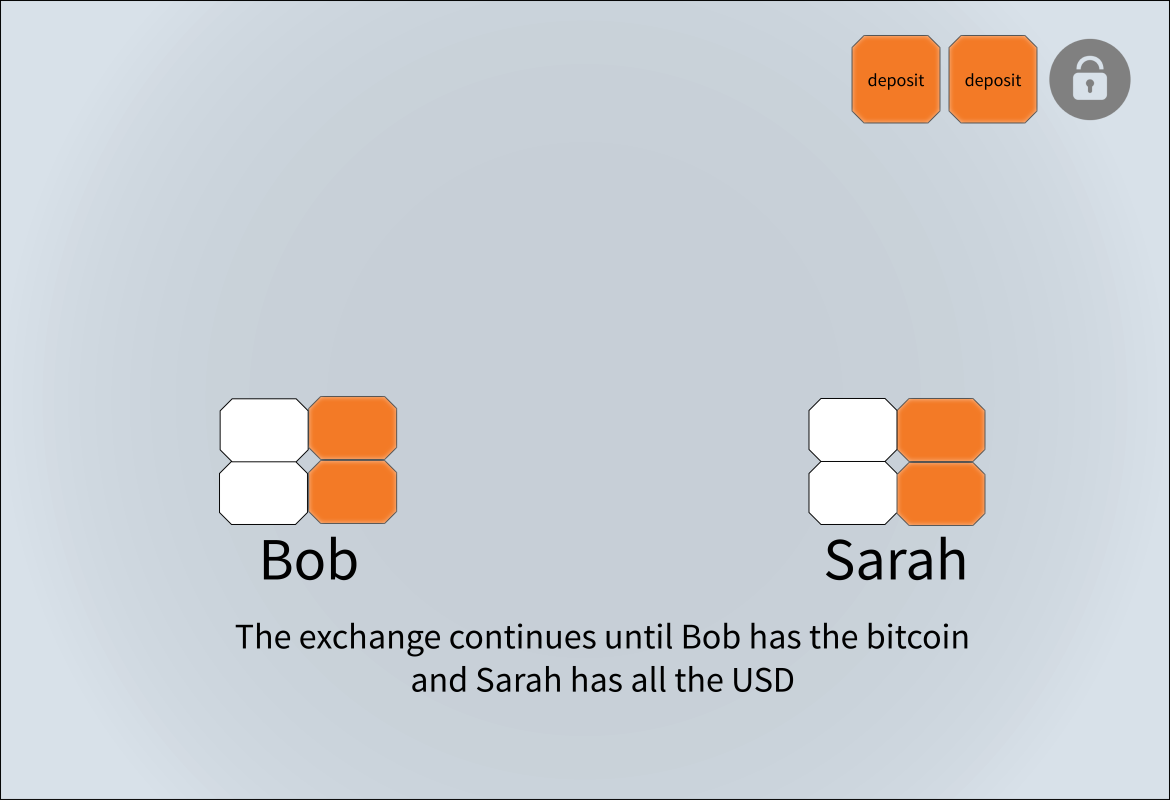 deposit deposit
Bob
Sarah
The exchange continues until Bob has the bitcoin
and Sarah has all the USD